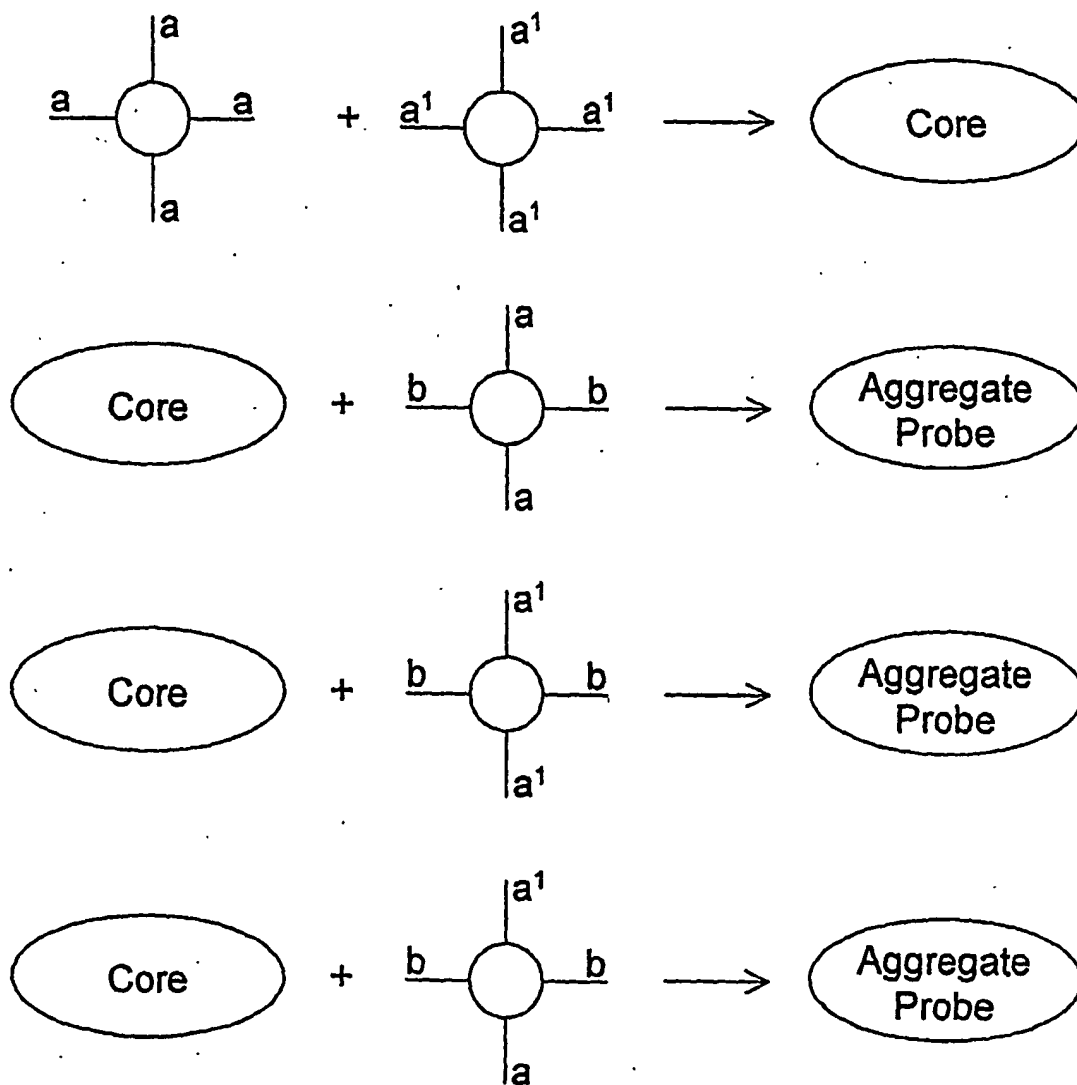 a a¹
a a + a¹ a¹ Core
a a¹
a
Core + b b Aggregate
Probe
a
a¹
Core + b b Aggregate
Probe
a¹
a¹
Core + b b Aggregate
Probe
a